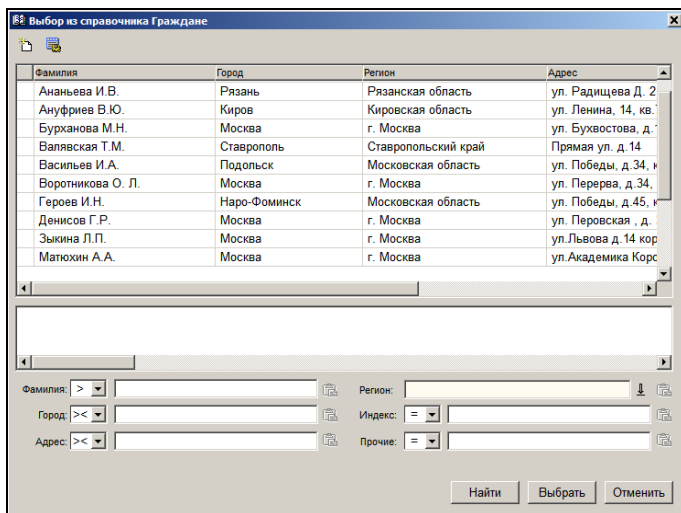 Выбор из справочника Граждане
Фамилия Город Регион Адрес
Ананьева И.В. Рязань Рязанская область ул. Радищева Д. 2
Ануфриев В.Ю. Киров Кировская область ул. Ленина, 14, кв.
Бурханова М.Н. Москва г. Москва ул. Бухвостова, д.
Валявская Т.М. Ставрополь Ставропольский край Прямая ул. д.14
Васильев И.А. Подольск Московская область ул. Победы, д.34,
Воротникова О. Л. Москва г. Москва ул. Перерва, д.34,
Героев И.Н. Наро-Фоминск Московская область ул. Победы, д.45,
Денисов Г.Р. Москва г. Москва ул. Перовская , д.
Зыкина Л.П. Москва г. Москва ул.Львова д.14 кор
Матюхин А.А. Москва г. Москва ул.Академика Коро
Фамилия: > Регион:
Город: >< Индекс: =
Адрес: >< Прочие: =
Найти Выбрать Отменить